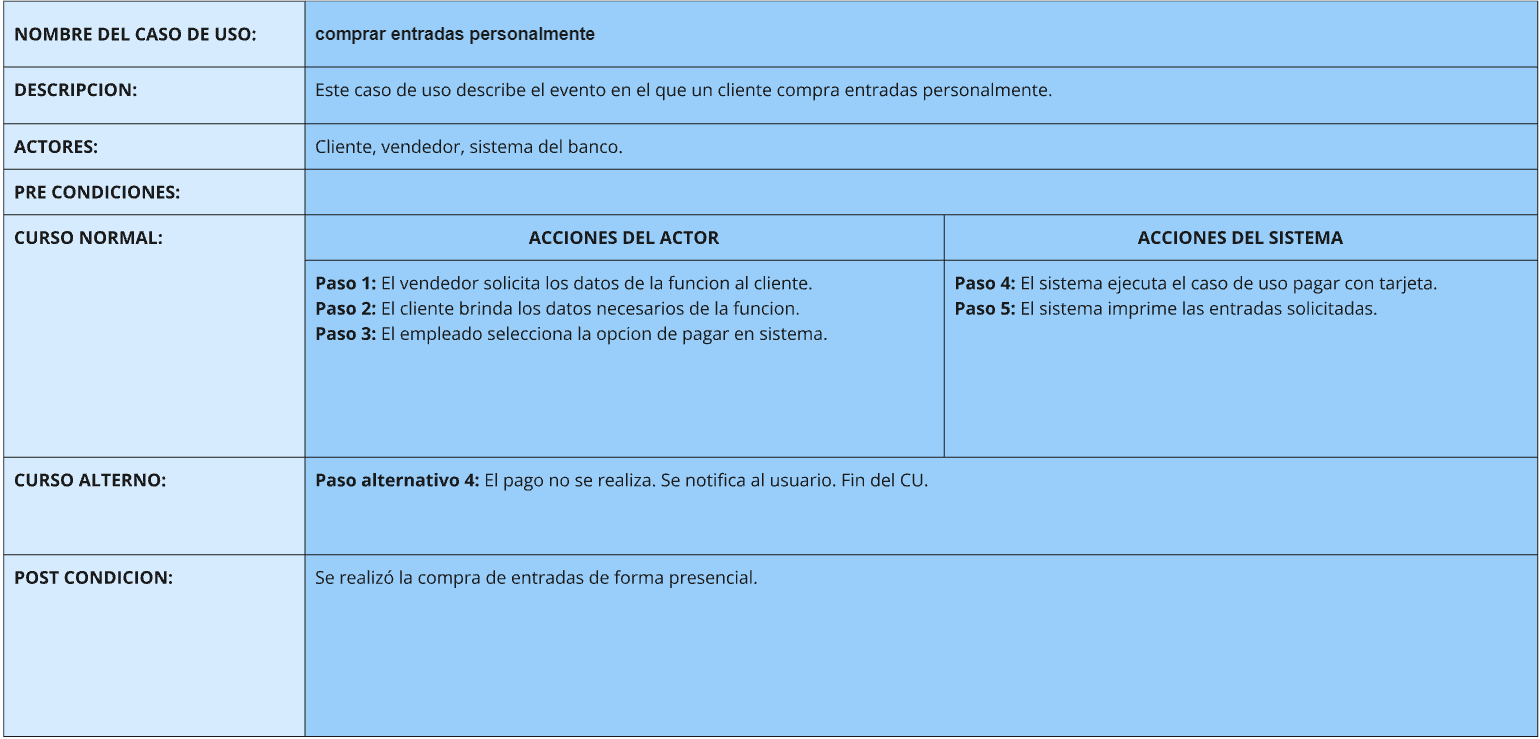 NOMBRE DEL CASO DE USO:
comprar entradas personalmente
DESCRIPCION:
Este caso de uso describe el evento en el que un cliente compra entradas personalmente.
ACTORES:
Cliente, vendedor, sistema del banco.
PRE CONDICIONES:
CURSO NORMAL:
ACCIONES DEL ACTOR
ACCIONES DEL SISTEMA
Paso 1: El vendedor solicita los datos de la funcion al cliente.
Paso 2: El cliente brinda los datos necesarios de la funcion.
Paso 3: El empleado selecciona la opcion de pagar en sistema.
Paso 4: El sistema ejecuta el caso de uso pagar con tarjeta.
Paso 5: El sistema imprime las entradas solicitadas.
CURSO ALTERNO:
Paso alternativo 4: El pago no se realiza. Se notifica al usuario. Fin del CU.
POST CONDICION:
Se realizó la compra de entradas de forma presencial.